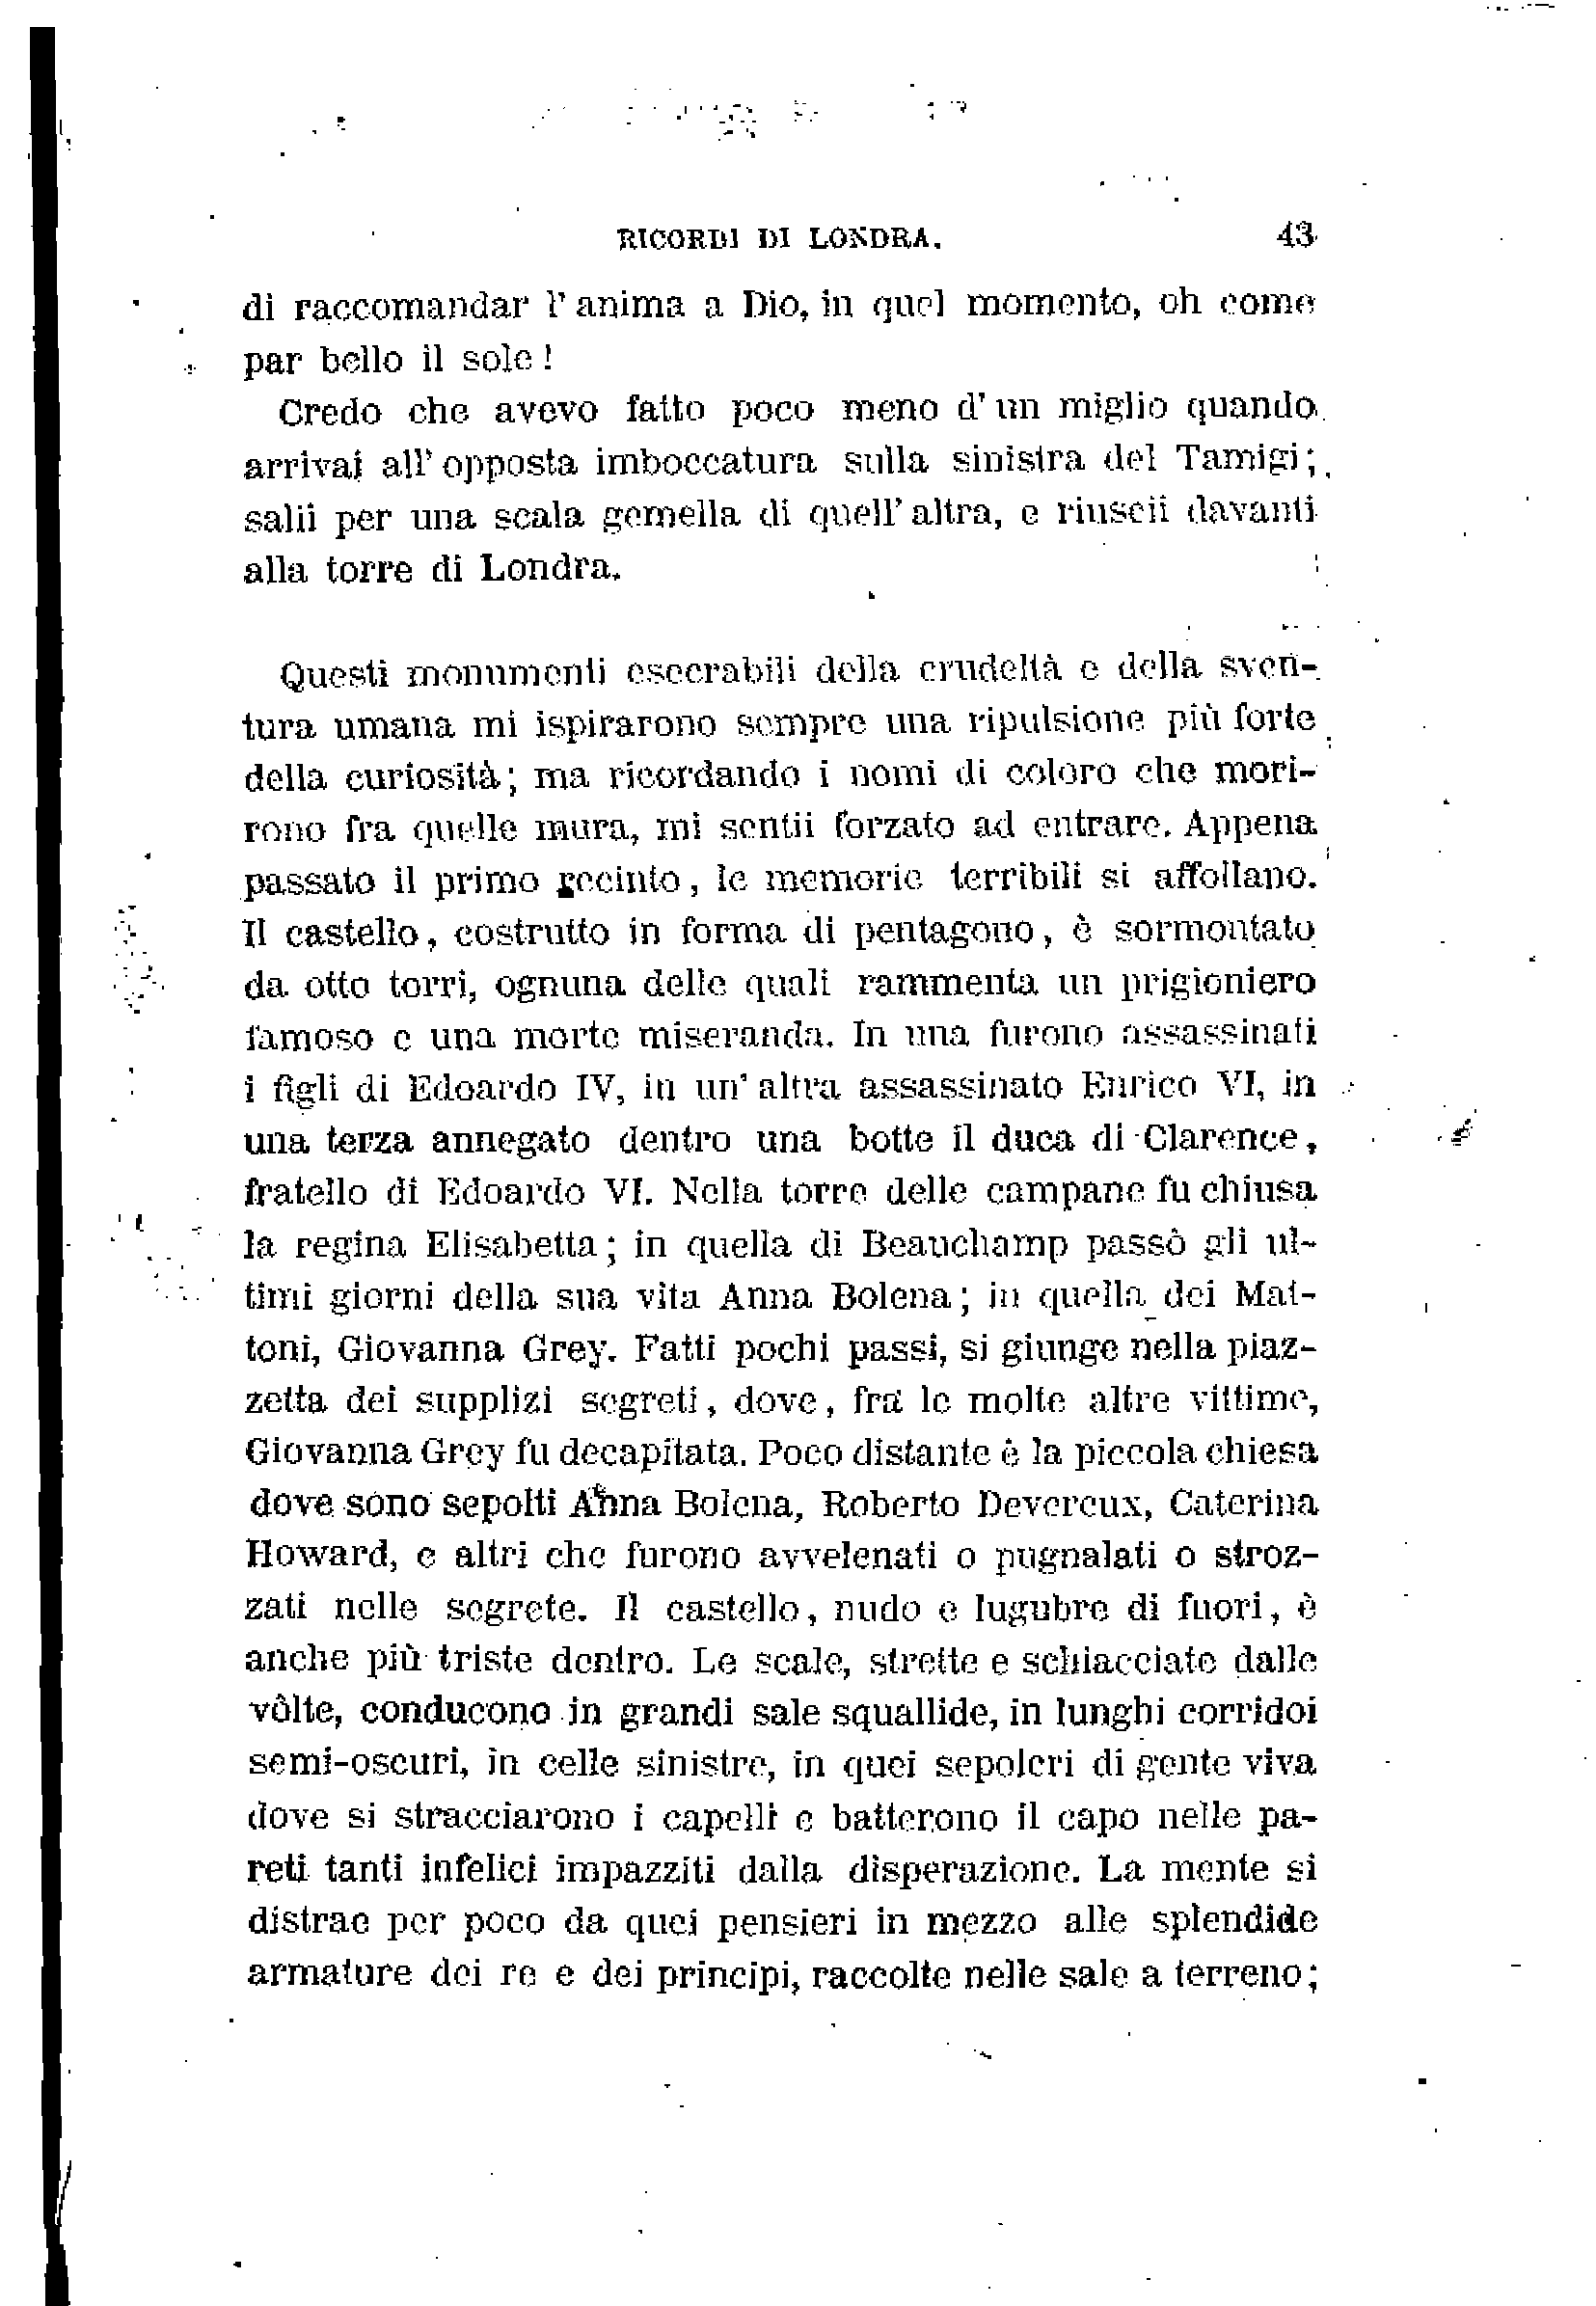 RICORDI DI LONDRA. 43
di raccomandar l'anima a Dio, in quel momento, oh come
par bello il sole!
Credo che avevo fatto poco meno d'un miglio quando
arrivai all'opposta imboccatura sulla sinistra del Tamigi;
salii per una scala gemella di quell'altra, e riuscii davanti
alla torre di Londra.
Questi monumenti esecrabili della crudeltà e della sven-
tura umana mi ispirarono sempre una ripulsione più forte
della curiosità; ma ricordando i nomi di coloro che mori-
rono fra quelle mura, mi sentii forzato ad entrare. Appena
passato il primo recinto, le memorie terribili si affollano.
Il castello, costrutto in forma di pentagono, è sormontato
da otto torri, ognuna delle quali rammenta un prigioniero
famoso e una morte miseranda. In una furono assassinati
i figli di Edoardo IV, in un'altra assassinato Enrico VI, in
una terza annegato dentro una botte il duca di Clarence,
fratello di Edoardo VI. Nella torre delle campane fu chiusa
la regina Elisabetta; in quella di Beauchamp passò gli ul-
timi giorni della sua vita Anna Bolena; in quella dei Mat-
toni, Giovanna Grey. Fatti pochi passi, si giunge nella piaz-
zetta dei supplizi segreti, dove, fra le molte altre vittime,
Giovanna Grey fu decapitata. Poco distante è la piccola chiesa
dove sono sepolti Anna Bolena, Roberto Devereux, Caterina
Howard, e altri che furono avvelenati o pugnalati o stroz-
zati nelle segrete. Il castello, nudo e lugubre di fuori, è
anche più triste dentro. Le scale, strette e schiacciate dalle
vôlte, conducono in grandi sale squallide, in lunghi corridoi
semi-oscuri, in celle sinistre, in quei sepolcri di gente viva
dove si stracciarono i capelli e batterono il capo nelle pa-
reti tanti infelici impazziti dalla disperazione. La mente si
distrae per poco da quei pensieri in mezzo alle splendide
armature dei re e dei principi, raccolte nelle sale a terreno;